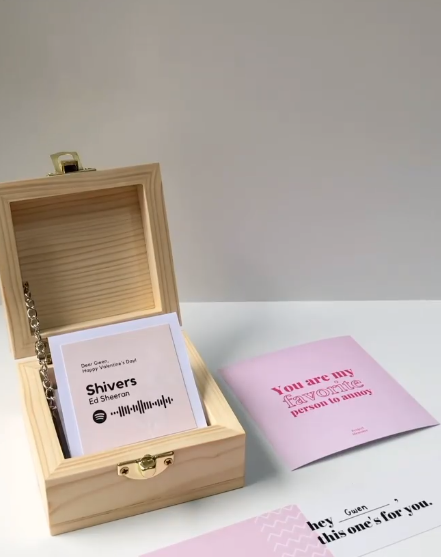 Dear Gwen,
Happy Valentine's Day!
Shivers
Ed Sheeran
You are my
favorite
person to annoy
hey Gwen,
this one's for you.